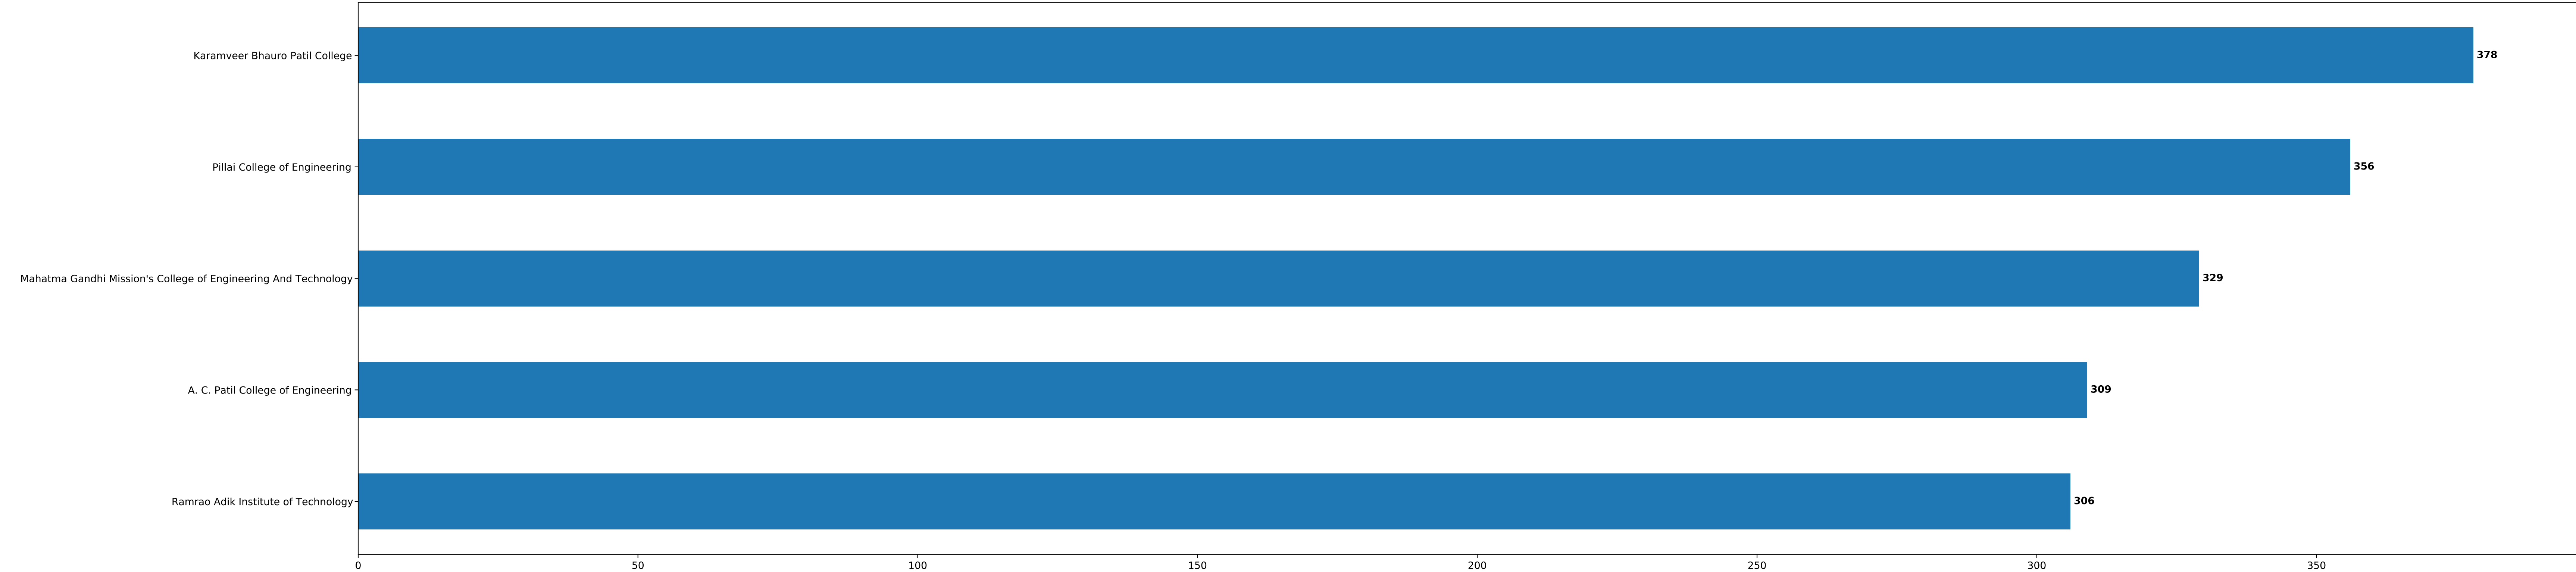 Karamveer Bhauro Patil College
378
Pillai College of Engineering
356
Mahatma Gandhi Mission's College of Engineering And Technology
329
A. C. Patil College of Engineering
309
Ramrao Adik Institute of Technology
306
0 50 100 150 200 250 300 350